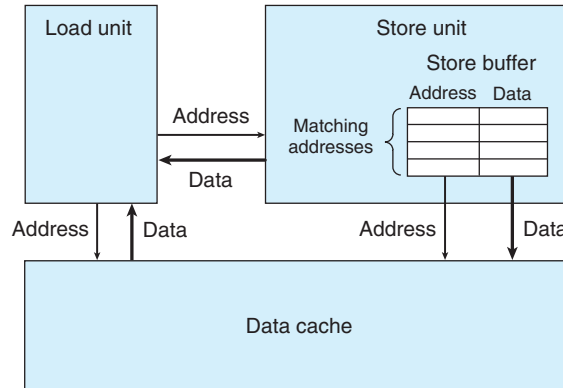 Load unit
Store unit
Store buffer
Address Data
Matching
addresses
Address
Data
Address
Data
Address
Data
Data cache